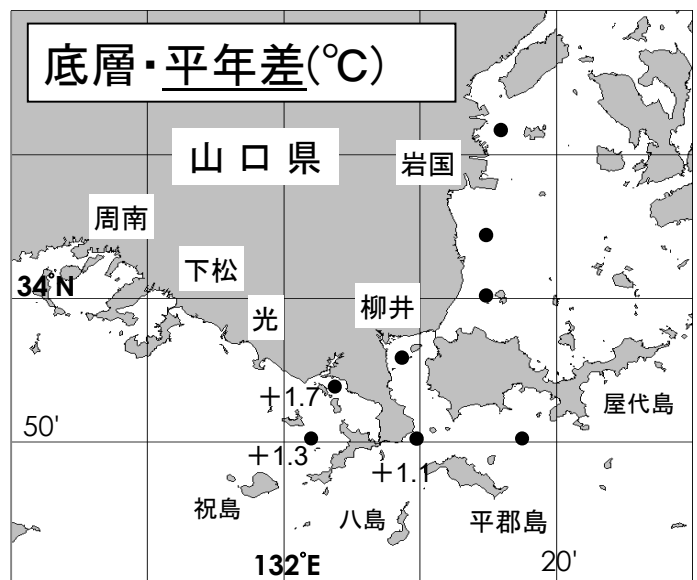 底層・平年差(℃)
山口県
岩国
周南
34°N
下松
光
柳井
+1.7
屋代島
50'
+1.3
+1.1
祝島
八島
平郡島
132°E
20'